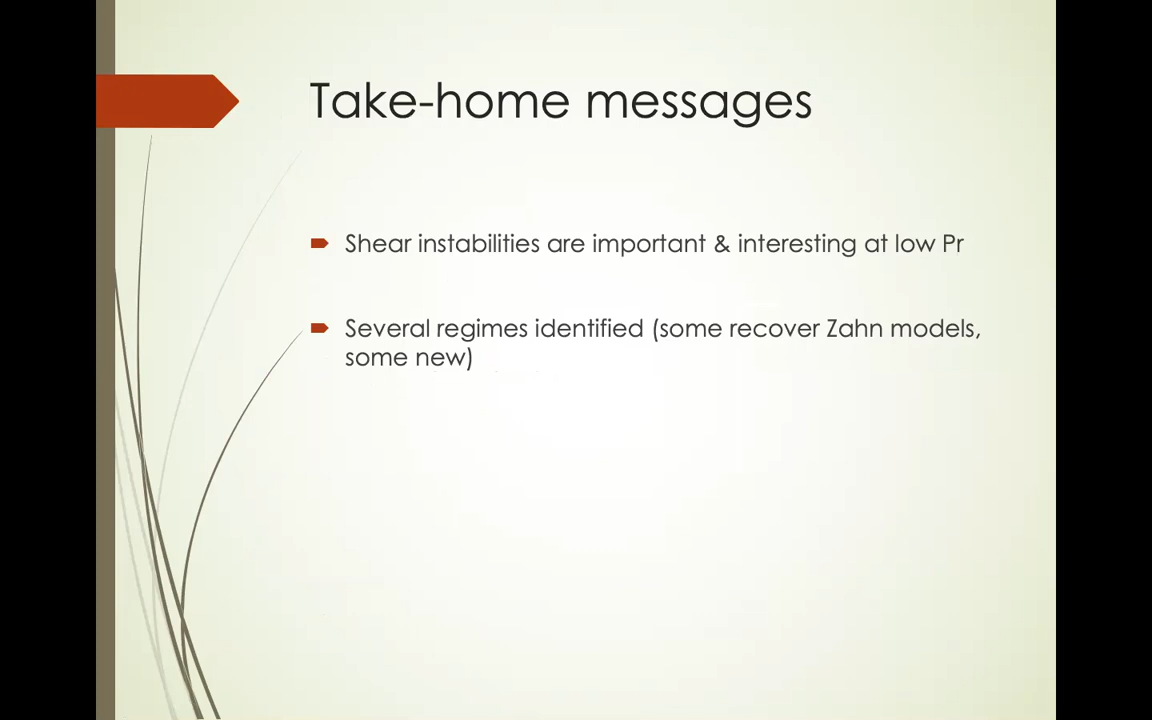 Take-home messages
Shear instabilities are important & interesting at low Pr
Several regimes identified (some recover Zahn models,
some new)